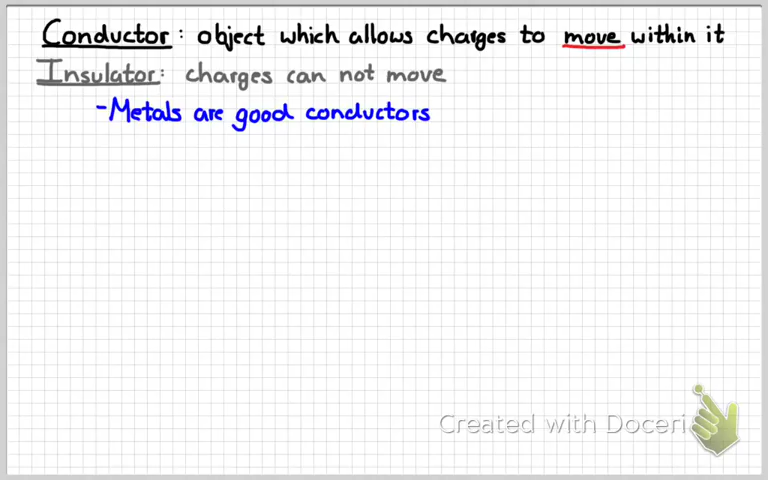 Conductor: object which allows charges to move within it
Insulator: charges can not move
-Metals are good conductors
Created with Doceri